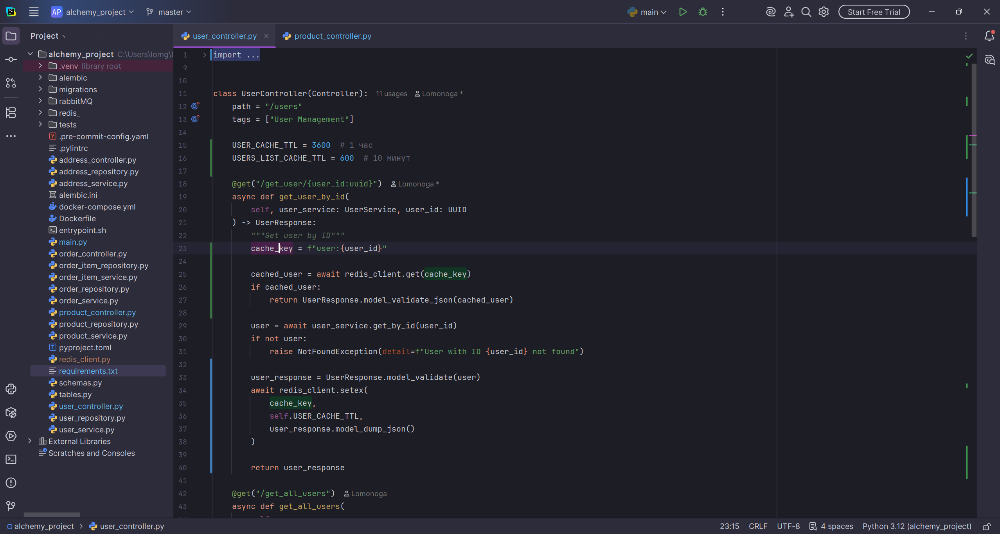 AP alchemy_project master main Start Free Trial
Project
user_controller.py product_controller.py
alchemy_project C:\Users\lomg\
.venv library root
alembic
migrations
rabbitMQ
redis_
tests
.pre-commit-config.yaml
.pylintrc
address_controller.py
address_repository.py
address_service.py
alembic.ini
docker-compose.yml
Dockerfile
entrypoint.sh
main.py
order_controller.py
order_item_repository.py
order_item_service.py
order_repository.py
order_service.py
product_controller.py
product_repository.py
product_service.py
pyproject.toml
redis_client.py
requirements.txt
schemas.py
tables.py
user_controller.py
user_repository.py
user_service.py
External Libraries
Scratches and Consoles
1 import ...
9
10
11 class UserController(Controller): 11 usages Lomonoga *
12 path = "/users"
13 tags = ["User Management"]
14
15 USER_CACHE_TTL = 3600 # 1 час
16 USERS_LIST_CACHE_TTL = 600 # 10 минут
17
18 @get("/get_user/{user_id:uuid}") Lomonoga *
19 async def get_user_by_id(
20 self, user_service: UserService, user_id: UUID
21 ) -> UserResponse:
22 """Get user by ID"""
23 cache_key = f"user:{user_id}"
24
25 cached_user = await redis_client.get(cache_key)
26 if cached_user:
27 return UserResponse.model_validate_json(cached_user)
28
29 user = await user_service.get_by_id(user_id)
30 if not user:
31 raise NotFoundException(detail=f"User with ID {user_id} not found")
32
33 user_response = UserResponse.model_validate(user)
34 await redis_client.setex(
35 cache_key,
36 self.USER_CACHE_TTL,
37 user_response.model_dump_json()
38 )
39
40 return user_response
41
42 @get("/get_all_users") Lomonoga
43 async def get_all_users(
alchemy_project > user_controller.py 23:15 CRLF UTF-8 4 spaces Python 3.12 (alchemy_project)